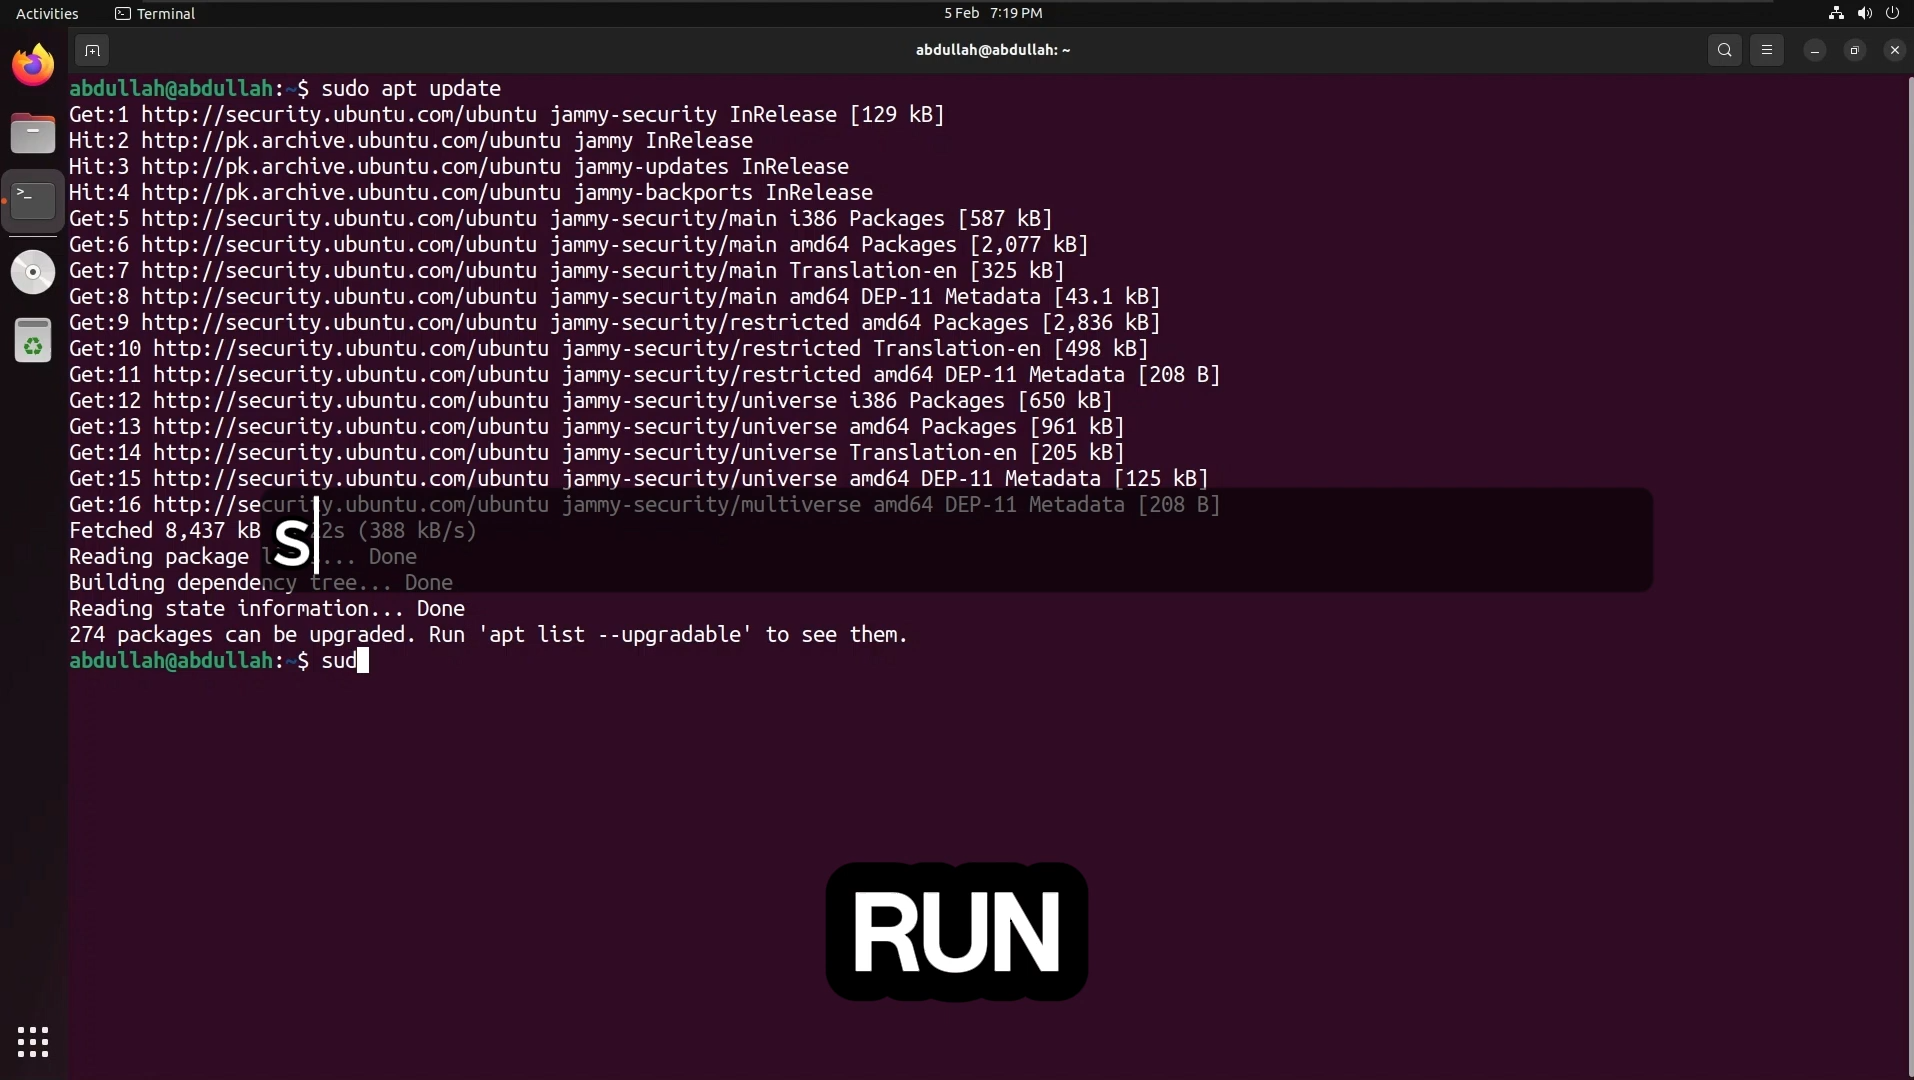 Activities Terminal 5 Feb 7:19 PM
abdullah@abdullah: ~
abdullah@abdullah:~$ sudo apt update
Get:1 http://security.ubuntu.com/ubuntu jammy-security InRelease [129 kB]
Hit:2 http://pk.archive.ubuntu.com/ubuntu jammy InRelease
Hit:3 http://pk.archive.ubuntu.com/ubuntu jammy-updates InRelease
Hit:4 http://pk.archive.ubuntu.com/ubuntu jammy-backports InRelease
Get:5 http://security.ubuntu.com/ubuntu jammy-security/main i386 Packages [587 kB]
Get:6 http://security.ubuntu.com/ubuntu jammy-security/main amd64 Packages [2,077 kB]
Get:7 http://security.ubuntu.com/ubuntu jammy-security/main Translation-en [325 kB]
Get:8 http://security.ubuntu.com/ubuntu jammy-security/main amd64 DEP-11 Metadata [43.1 kB]
Get:9 http://security.ubuntu.com/ubuntu jammy-security/restricted amd64 Packages [2,836 kB]
Get:10 http://security.ubuntu.com/ubuntu jammy-security/restricted Translation-en [498 kB]
Get:11 http://security.ubuntu.com/ubuntu jammy-security/restricted amd64 DEP-11 Metadata [208 B]
Get:12 http://security.ubuntu.com/ubuntu jammy-security/universe i386 Packages [650 kB]
Get:13 http://security.ubuntu.com/ubuntu jammy-security/universe amd64 Packages [961 kB]
Get:14 http://security.ubuntu.com/ubuntu jammy-security/universe Translation-en [205 kB]
Get:15 http://security.ubuntu.com/ubuntu jammy-security/universe amd64 DEP-11 Metadata [125 kB]
Get:16 http://security.ubuntu.com/ubuntu jammy-security/multiverse amd64 DEP-11 Metadata [208 B]
Fetched 8,437 kB (388 kB/s)
S
Reading package Done
Building dependency tree... Done
Reading state information... Done
274 packages can be upgraded. Run 'apt list --upgradable' to see them.
abdullah@abdullah:~$ sud
RUN